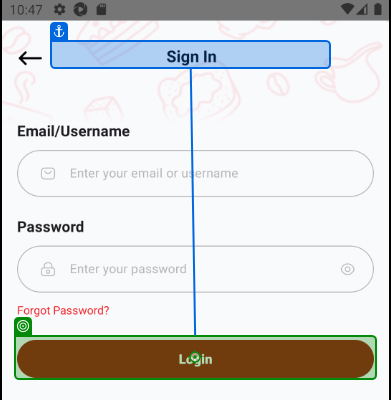 10:47
Sign In
Email/Username
Enter your email or username
Password
Enter your password
Forgot Password?
Login